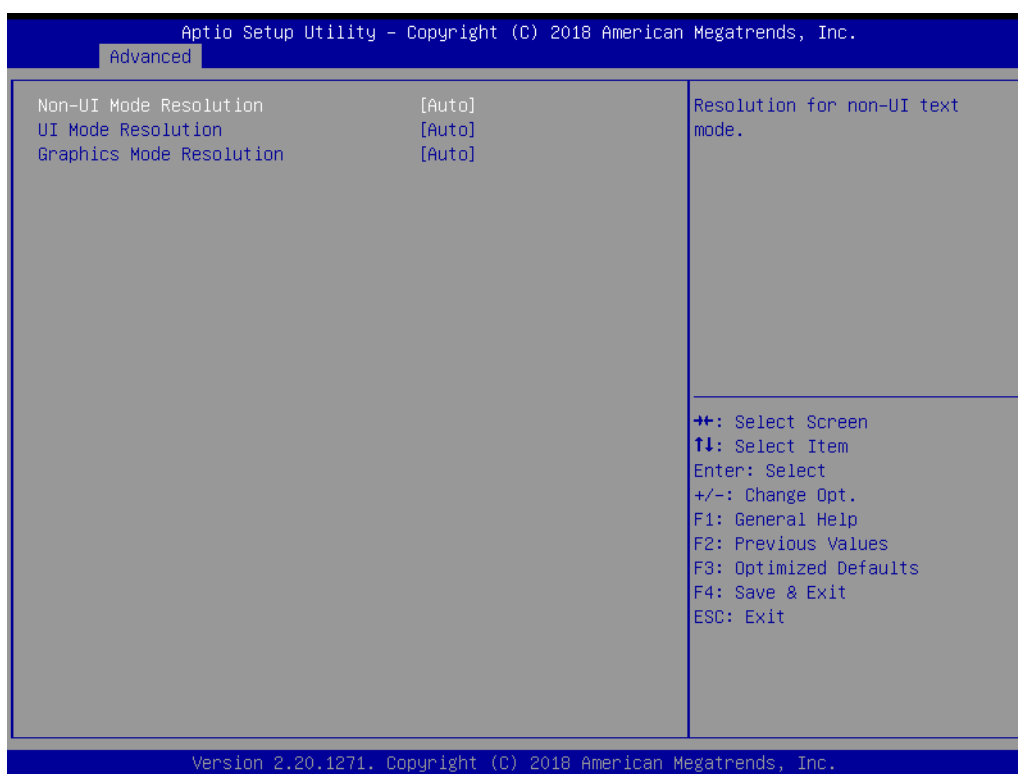 Aptio Setup Utility – Copyright (C) 2018 American Megatrends, Inc.
Advanced
Non–UI Mode Resolution [Auto]
UI Mode Resolution [Auto]
Graphics Mode Resolution [Auto]
Resolution for non–UI text
mode.
→←: Select Screen
↑↓: Select Item
Enter: Select
+/–: Change Opt.
F1: General Help
F2: Previous Values
F3: Optimized Defaults
F4: Save & Exit
ESC: Exit
Version 2.20.1271. Copyright (C) 2018 American Megatrends, Inc.